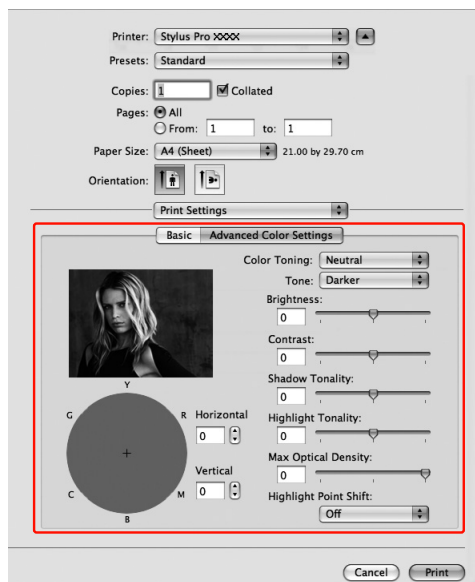 Printer: Stylus Pro XXXX
Presets: Standard
Copies: 1 Collated
Pages: All
From: 1 to: 1
Paper Size: A4 (Sheet) 21.00 by 29.70 cm
Orientation:
Print Settings
Basic Advanced Color Settings
Color Toning: Neutral
Tone: Darker
Brightness:
0
Contrast:
0
Shadow Tonality:
0
Highlight Tonality:
0
Max Optical Density:
0
Highlight Point Shift:
Off
Y
G R
C M
B
Horizontal
0
Vertical
0
Cancel Print